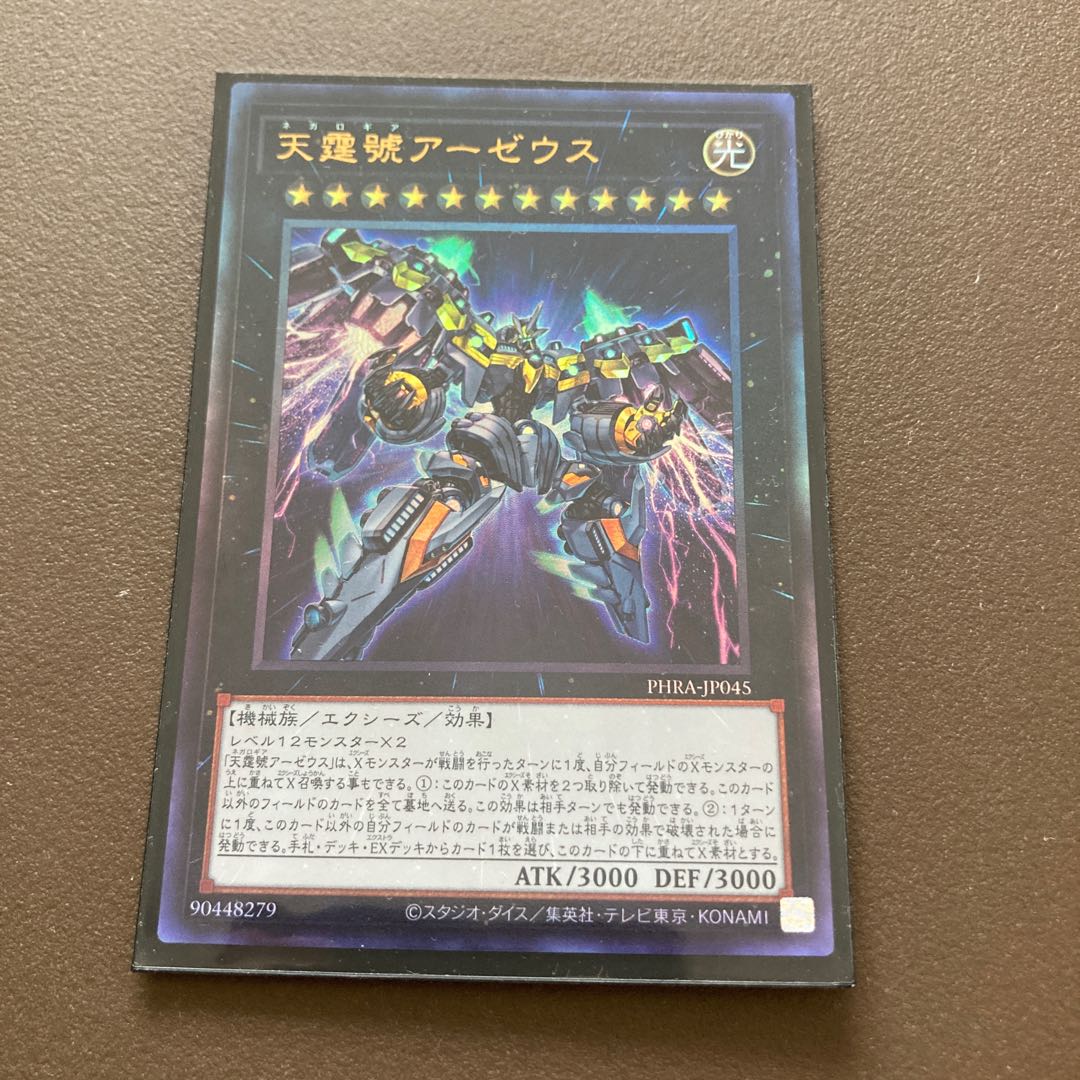 ネガロギア
天霆號アーゼウス
ひかり
光
PHRA-JP045
【機械族／エクシーズ／効果】
レベル12モンスター×2
「天霆號アーゼウス」は、Xモンスターが戦闘を行ったターンに1度、自分フィールドのXモンスターの
上に重ねてX召喚する事もできる。①:このカードのX素材を2つ取り除いて発動できる。このカード
以外のフィールドのカードを全て墓地へ送る。この効果は相手ターンでも発動できる。②:1ターン
に1度、このカード以外の自分フィールドのカードが戦闘または相手の効果で破壊された場合に
発動できる。手札・デッキ・EXデッキからカード1枚を選び、このカードの下に重ねてX素材とする。
ATK/3000 DEF/3000
90448279
©スタジオ・ダイス／集英社・テレビ東京・KONAMI